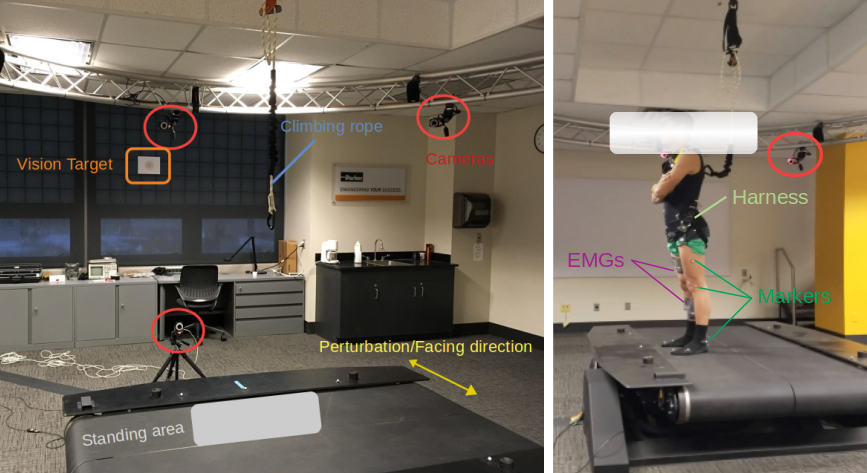 Climbing rope
Cameras
Vision Target
Parker
ENGINEERING YOUR SUCCESS.
Perturbation/Facing direction
Standing area
Harness
EMGs
Markers